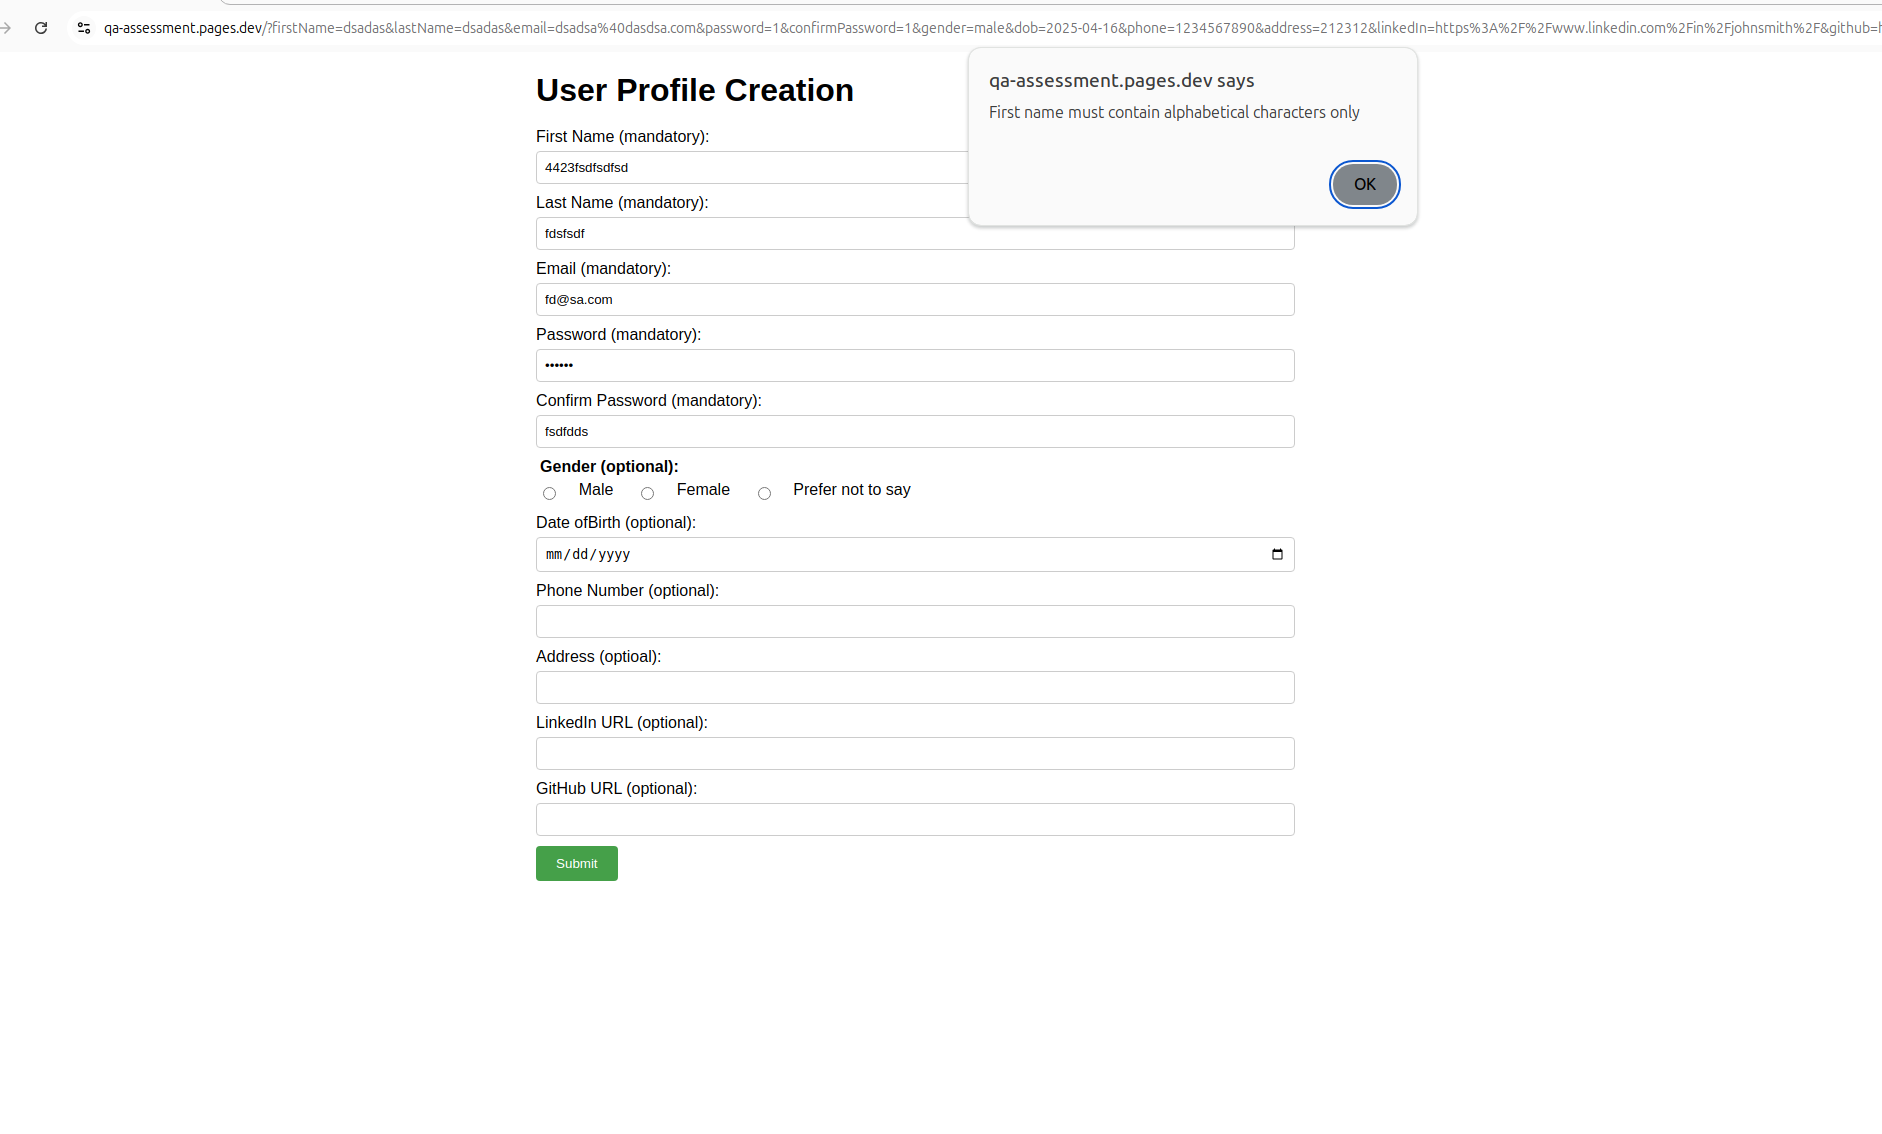 qa-assessment.pages.dev/?firstName=dsadas&lastName=dsadas&email=dsadsa%40dasdsa.com&password=1&confirmPassword=1&gender=male&dob=2025-04-16&phone=1234567890&address=212312&linkedIn=https%3A%2F%2Fwww.linkedin.com%2Fin%2Fjohnsmith%2F&github=h
qa-assessment.pages.dev says
First name must contain alphabetical characters only
OK
User Profile Creation
First Name (mandatory):
4423fsdfsdfsd
Last Name (mandatory):
fdsfsdf
Email (mandatory):
fd@sa.com
Password (mandatory):
••••••
Confirm Password (mandatory):
fsdfdds
Gender (optional):
Male Female Prefer not to say
Date ofBirth (optional):
mm/dd/yyyy
Phone Number (optional):
Address (optioal):
LinkedIn URL (optional):
GitHub URL (optional):
Submit